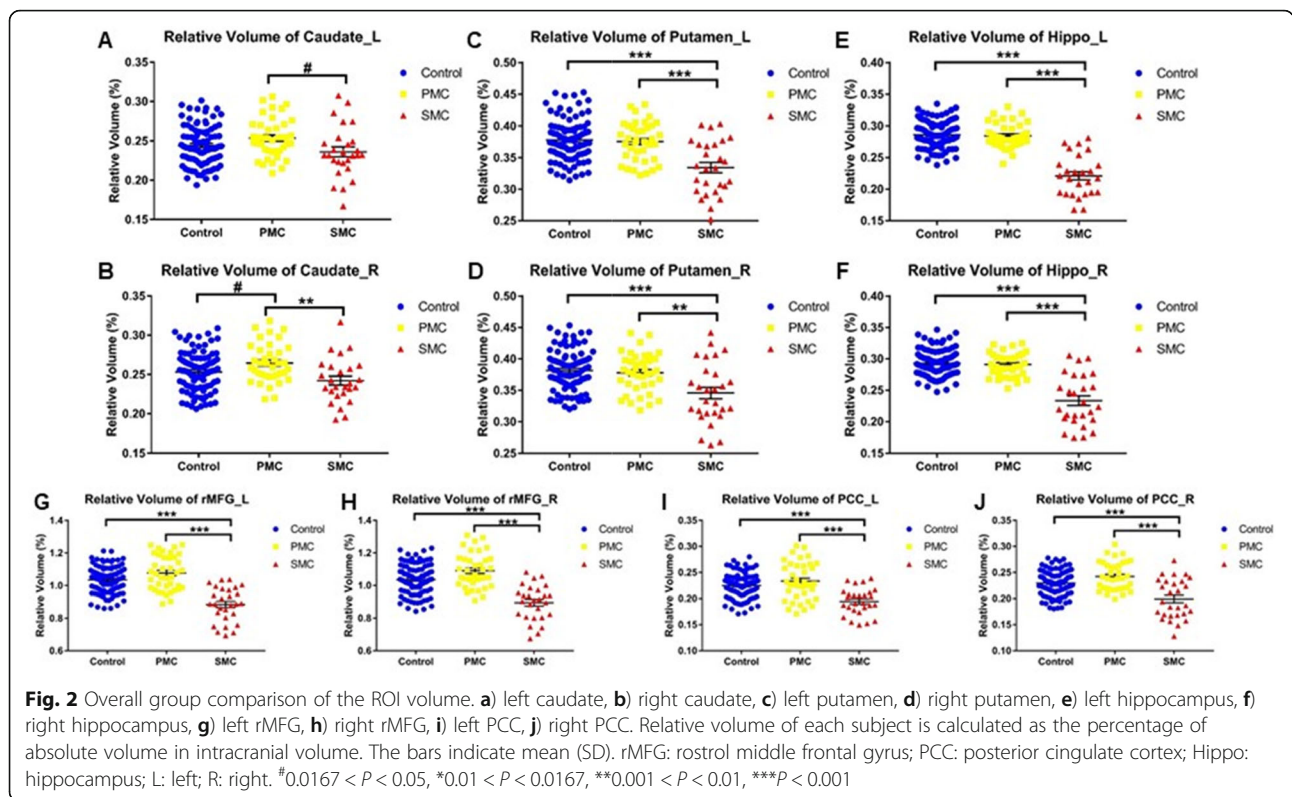 A
Relative Volume of Caudate_L
#
Relative Volume (%)
0.35
0.30
0.25
0.20
0.15
Control
PMC
SMC
Control
PMC
SMC
C
Relative Volume of Putamen_L
***
***
Relative Volume (%)
0.50
0.45
0.40
0.35
0.30
0.25
Control
PMC
SMC
Control
PMC
SMC
E
Relative Volume of Hippo_L
***
***
Relative Volume (%)
0.40
0.35
0.30
0.25
0.20
0.15
Control
PMC
SMC
Control
PMC
SMC
B
Relative Volume of Caudate_R
#
**
Relative Volume (%)
0.35
0.30
0.25
0.20
0.15
Control
PMC
SMC
Control
PMC
SMC
D
Relative Volume of Putamen_R
***
**
Relative Volume (%)
0.50
0.45
0.40
0.35
0.30
0.25
Control
PMC
SMC
Control
PMC
SMC
F
Relative Volume of Hippo_R
***
***
Relative Volume (%)
0.40
0.35
0.30
0.25
0.20
0.15
Control
PMC
SMC
Control
PMC
SMC
G
Relative Volume of rMFG_L
***
***
Relative Volume (%)
1.4
1.2
1.0
0.8
0.6
Control
PMC
SMC
Control
PMC
SMC
H
Relative Volume of rMFG_R
***
***
Relative Volume (%)
1.4
1.2
1.0
0.8
0.6
Control
PMC
SMC
Control
PMC
SMC
I
Relative Volume of PCC_L
***
***
Relative Volume (%)
0.35
0.30
0.25
0.20
0.15
0.10
Control
PMC
SMC
Control
PMC
SMC
J
Relative Volume of PCC_R
***
***
Relative Volume (%)
0.35
0.30
0.25
0.20
0.15
0.10
Control
PMC
SMC
Control
PMC
SMC
Fig. 2 Overall group comparison of the ROI volume. a) left caudate, b) right caudate, c) left putamen, d) right putamen, e) left hippocampus, f)
right hippocampus, g) left rMFG, h) right rMFG, i) left PCC, j) right PCC. Relative volume of each subject is calculated as the percentage of
absolute volume in intracranial volume. The bars indicate mean (SD). rMFG: rostrol middle frontal gyrus; PCC: posterior cingulate cortex; Hippo:
hippocampus; L: left; R: right. #0.0167 < P < 0.05, *0.01 < P < 0.0167, **0.001 < P < 0.01, ***P < 0.001